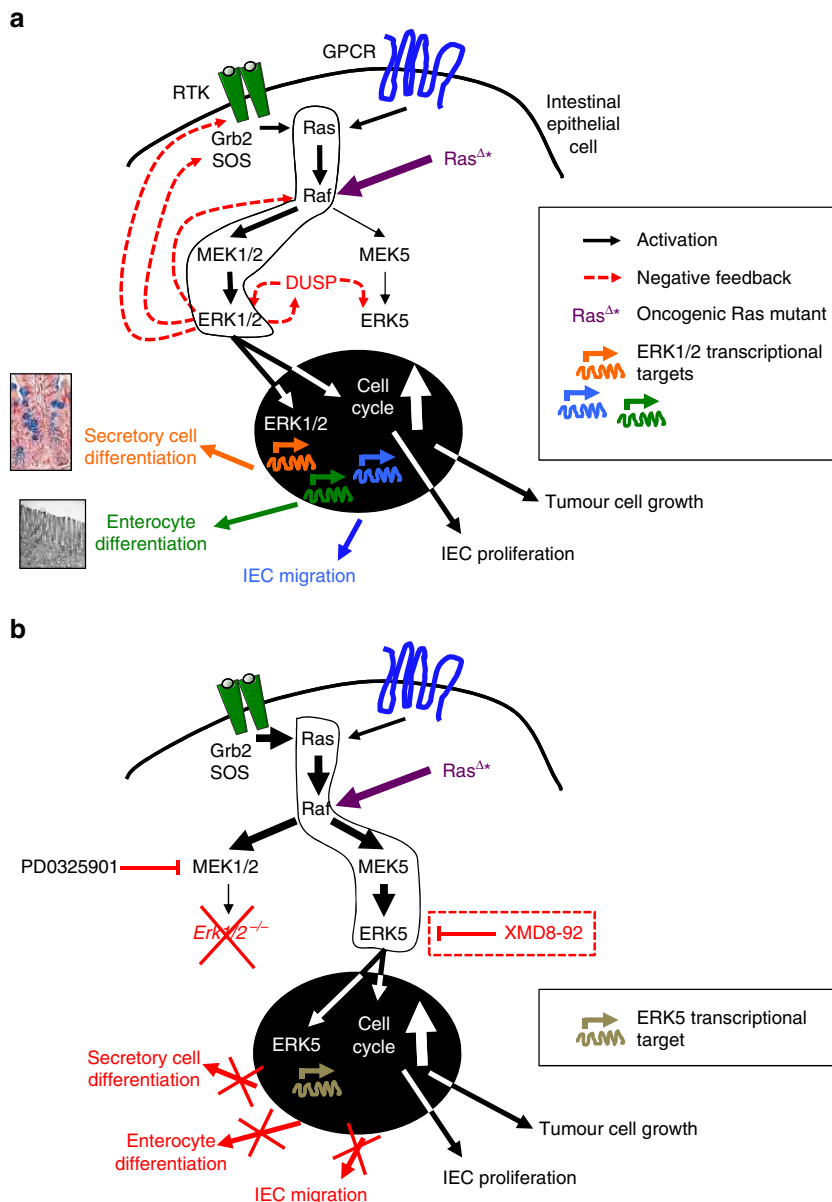 a
GPCR
RTK
Intestinal
epithelial
cell
Grb2
SOS
Ras
Ras^Δ*
Raf
MEK1/2
MEK5
DUSP
ERK1/2
ERK5
Activation
Negative feedback
Ras^Δ* Oncogenic Ras mutant
ERK1/2 transcriptional
targets
Cell
cycle
ERK1/2
Secretory cell
differentiation
Enterocyte
differentiation
IEC migration
IEC proliferation
Tumour cell growth
b
Grb2
SOS
Ras
Ras^Δ*
Raf
PD0325901
MEK1/2
MEK5
Erk1/2^−/−
ERK5
XMD8-92
Cell
cycle
ERK5
ERK5 transcriptional
target
Secretory cell
differentiation
Enterocyte
differentiation
IEC migration
IEC proliferation
Tumour cell growth